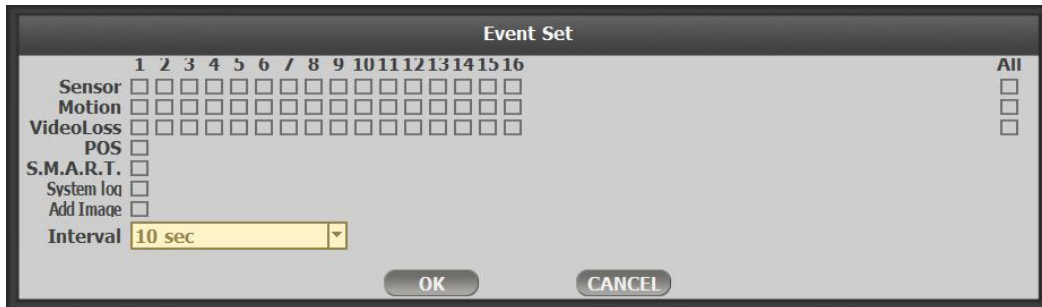 Event Set
1 2 3 4 5 6 7 8 9 10 11 12 13 14 15 16 All
Sensor
Motion
VideoLoss
POS
S.M.A.R.T.
System log
Add Image
Interval 10 sec
OK CANCEL